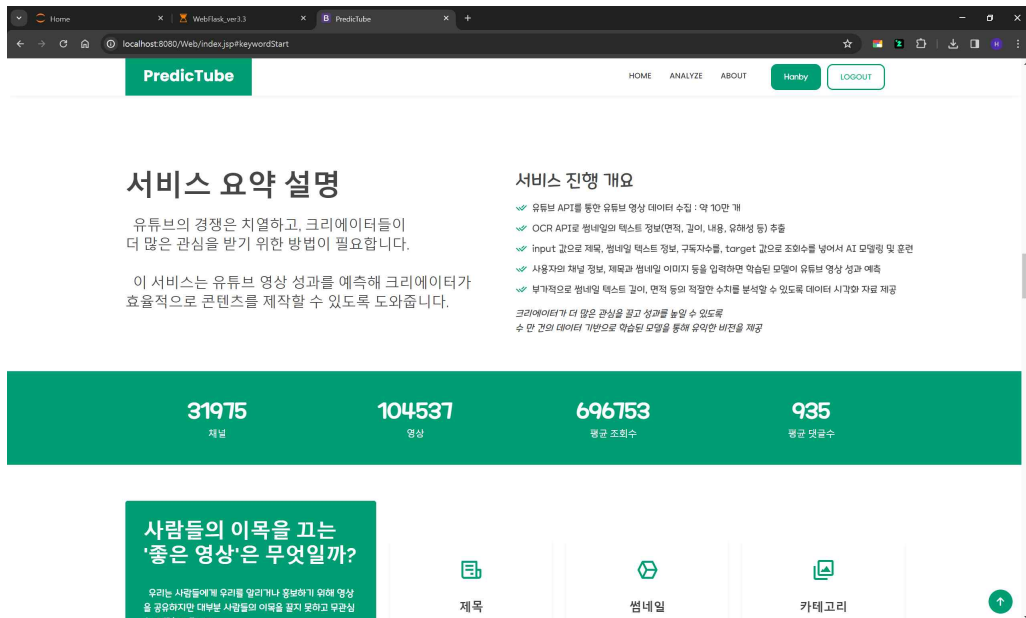 Home
WebFlask_ver3.3
B PredicTube
localhost:8080/Web/index.jsp#keywordStart
PredicTube
HOME ANALYZE ABOUT Hanby LOGOUT
서비스 요약 설명
유튜브의 경쟁은 치열하고, 크리에이터들이
더 많은 관심을 받기 위한 방법이 필요합니다.
이 서비스는 유튜브 영상 성과를 예측해 크리에이터가
효율적으로 콘텐츠를 제작할 수 있도록 도와줍니다.
서비스 진행 개요
유튜브 API를 통한 유튜브 영상 데이터 수집 : 약 10만 개
OCR API로 썸네일의 텍스트 정보(면적, 길이, 내용, 유해성 등) 추출
input 값으로 제목, 썸네일 텍스트 정보, 구독자수를, target 값으로 조회수를 넣어서 AI 모델링 및 훈련
사용자의 채널 정보, 제목과 썸네일 이미지 등을 입력하면 학습된 모델이 유튜브 영상 성과 예측
부가적으로 썸네일 텍스트 길이, 면적 등의 적절한 수치를 분석할 수 있도록 데이터 시각화 자료 제공
크리에이터가 더 많은 관심을 끌고 성과를 높일 수 있도록
수 만 건의 데이터 기반으로 학습된 모델을 통해 유익한 비전을 제공
31975 104537 696753 935
채널 영상 평균 조회수 평균 댓글수
사람들의 이목을 끄는
'좋은 영상'은 무엇일까?
우리는 사람들에게 우리를 알리거나 홍보하기 위해 영상
을 공유하지만 대부분 사람들의 이목을 끌지 못하고 무관심
제목 썸네일 카테고리